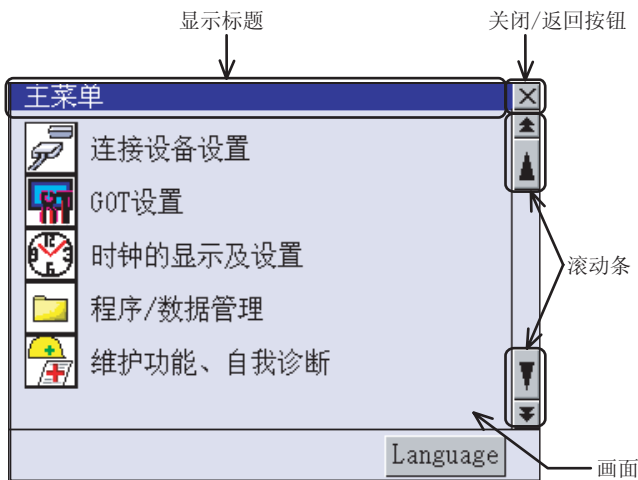 显示标题
关闭/返回按钮
主菜单
连接设备设置
GOT设置
时钟的显示及设置
滚动条
程序/数据管理
维护功能、自我诊断
Language
画面